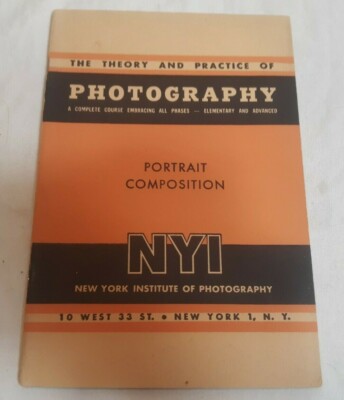 THE THEORY AND PRACTICE OF
PHOTOGRAPHY
A COMPLETE COURSE EMBRACING ALL PHASES — ELEMENTARY AND ADVANCED
PORTRAIT
COMPOSITION
NYI
NEW YORK INSTITUTE OF PHOTOGRAPHY
10 WEST 33 ST. • NEW YORK 1, N. Y.